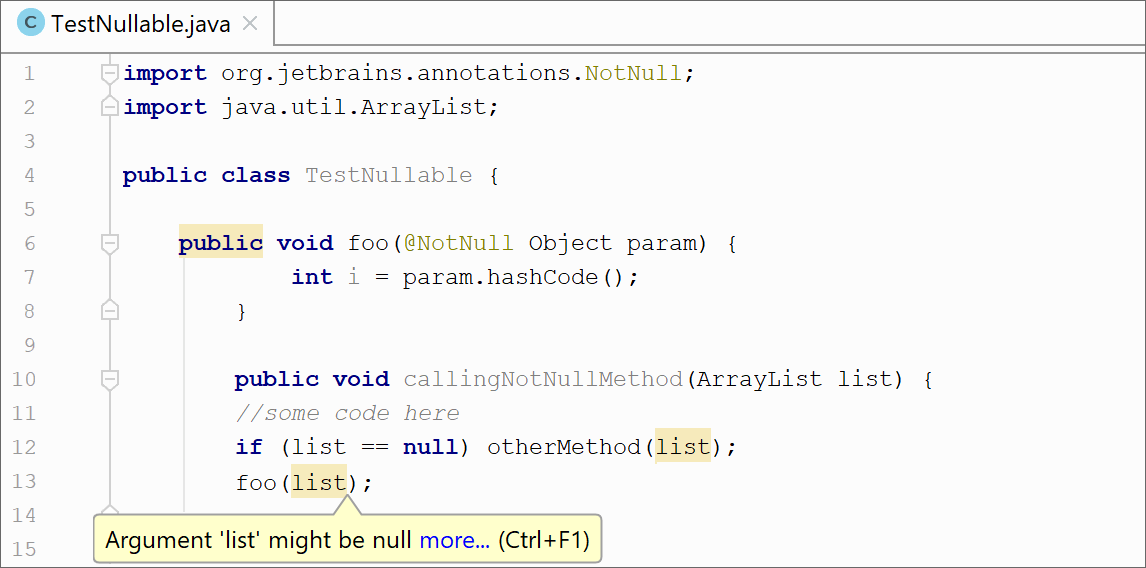 C TestNullable.java
1 import org.jetbrains.annotations.NotNull;
2 import java.util.ArrayList;
3
4 public class TestNullable {
5
6 public void foo(@NotNull Object param) {
7 int i = param.hashCode();
8 }
9
10 public void callingNotNullMethod(ArrayList list) {
11 //some code here
12 if (list == null) otherMethod(list);
13 foo(list);
14
Argument 'list' might be null more... (Ctrl+F1)
15